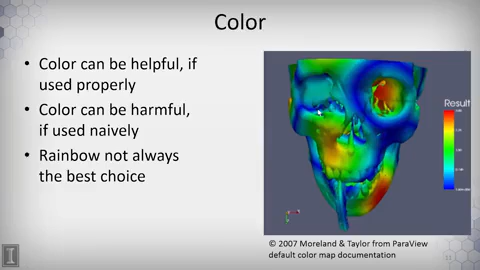 Color
• Color can be helpful, if
used properly
• Color can be harmful,
if used naively
• Rainbow not always
the best choice
Result
© 2007 Moreland & Taylor from ParaView
default color map documentation